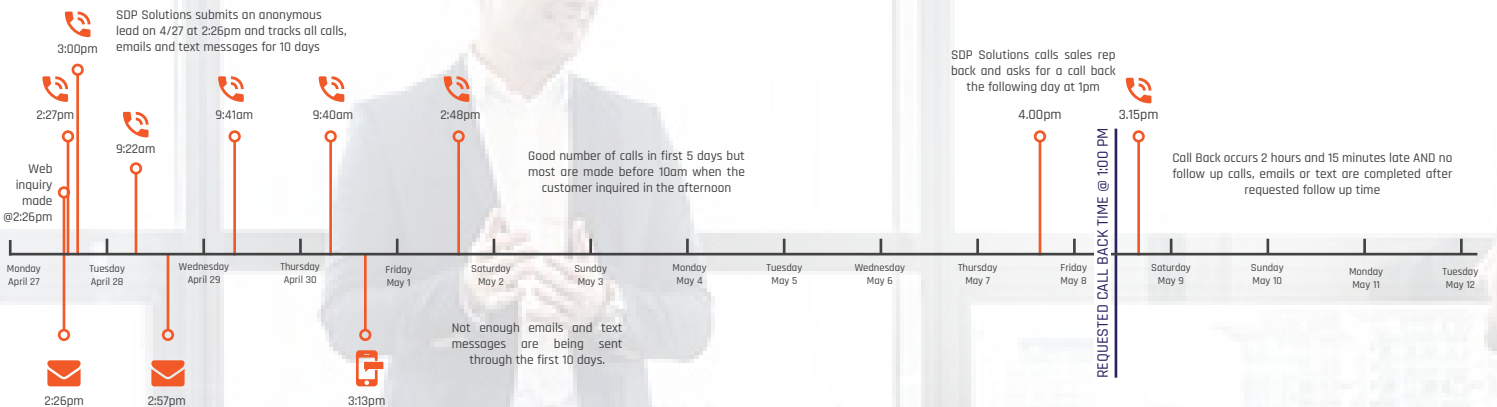 SDP Solutions submits an anonymous
lead on 4/27 at 2:26pm and tracks all calls,
emails and text messages for 10 days
3:00pm
2:27pm
9:22am
9:41am
9:40am
2:48pm
Web
inquiry
made
@2:26pm
Good number of calls in first 5 days but
most are made before 10am when the
customer inquired in the afternoon
SDP Solutions calls sales rep
back and asks for a call back
the following day at 1pm
4.00pm
3.15pm
REQUESTED CALL BACK TIME @ 1:00 PM
Call Back occurs 2 hours and 15 minutes late AND no
follow up calls, emails or text are completed after
requested follow up time
Monday
April 27
Tuesday
April 28
Wednesday
April 29
Thursday
April 30
Friday
May 1
Saturday
May 2
Sunday
May 3
Monday
May 4
Tuesday
May 5
Wednesday
May 6
Thursday
May 7
Friday
May 8
Saturday
May 9
Sunday
May 10
Monday
May 11
Tuesday
May 12
Not enough emails and text
messages are being sent
through the first 10 days.
2:26pm
2:57pm
3:13pm